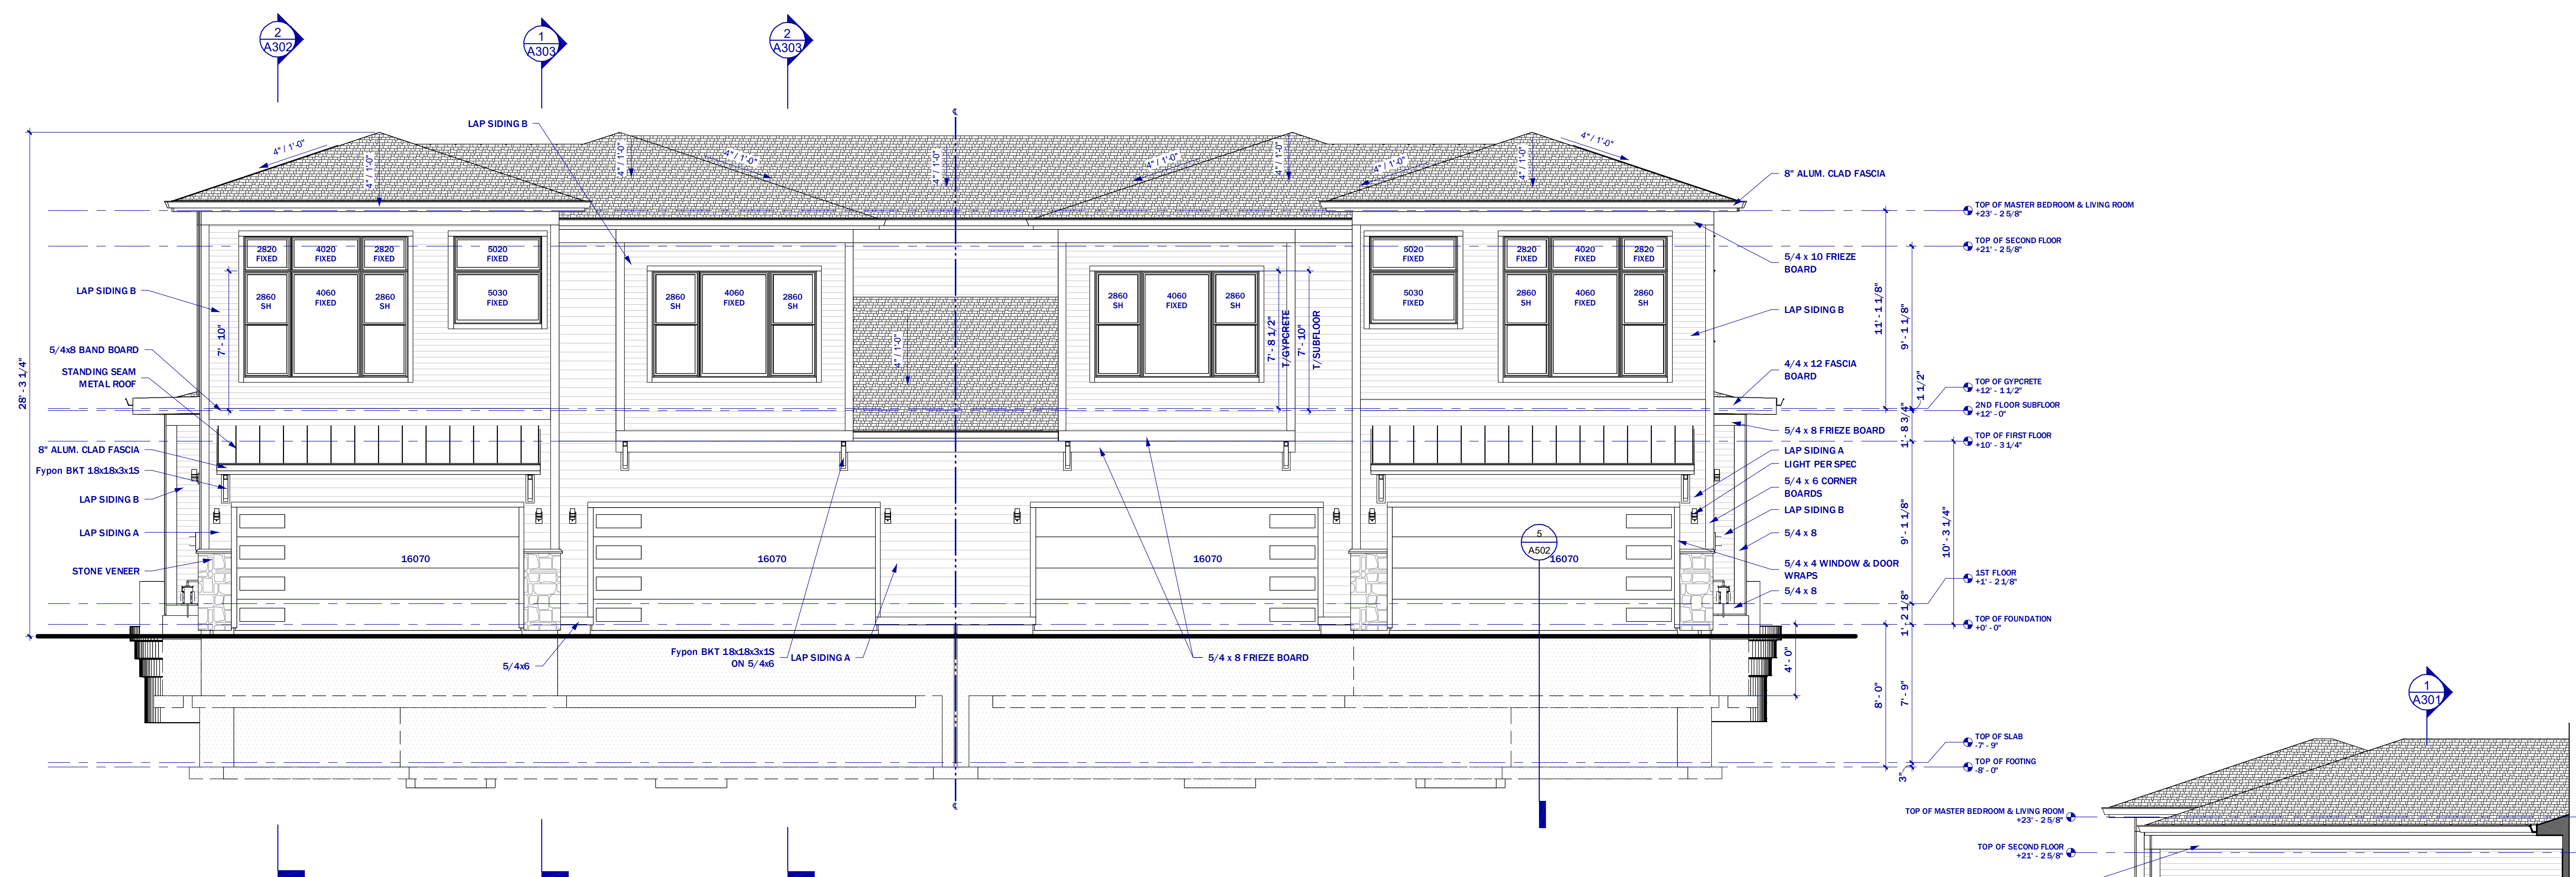 2
A302
1
A303
2
A303
℄
LAP SIDING B
4" / 1'-0"
4" / 1'-0"
4" / 1'-0"
4" / 1'-0"
4" / 1'-0"
4" / 1'-0"
4" / 1'-0"
4" / 1'-0"
4" / 1'-0"
4" / 1'-0"
8" ALUM. CLAD FASCIA
TOP OF MASTER BEDROOM & LIVING ROOM
+23' - 2 5/8"
TOP OF SECOND FLOOR
+21' - 2 5/8"
5/4 x 10 FRIEZE
BOARD
2820
FIXED
4020
FIXED
2820
FIXED
5020
FIXED
5020
FIXED
2820
FIXED
4020
FIXED
2820
FIXED
LAP SIDING B
2860
SH
4060
FIXED
2860
SH
5030
FIXED
2860
SH
4060
FIXED
2860
SH
2860
SH
4060
FIXED
2860
SH
5030
FIXED
2860
SH
4060
FIXED
2860
SH
LAP SIDING B
7' - 10"
4" / 1'-0"
7' - 8 1/2"
T/GYPCRETE
7' - 10"
T/SUBFLOOR
11' - 1 1/8"
9' - 1 1/8"
28' - 3 1/4"
5/4x8 BAND BOARD
STANDING SEAM
METAL ROOF
8" ALUM. CLAD FASCIA
Fypon BKT 18x18x3x1S
LAP SIDING B
LAP SIDING A
STONE VENEER
4/4 x 12 FASCIA
BOARD
1 1/2"
TOP OF GYPCRETE
+12' - 1 1/2"
2ND FLOOR SUBFLOOR
+12' - 0"
1' - 8 3/4"
5/4 x 8 FRIEZE BOARD
TOP OF FIRST FLOOR
+10' - 3 1/4"
LAP SIDING A
LIGHT PER SPEC
5/4 x 6 CORNER
BOARDS
LAP SIDING B
5/4 x 8
5/4 x 4 WINDOW & DOOR
WRAPS
5/4 x 8
9' - 1 1/8"
10' - 3 1/4"
16070
16070
16070
16070
5
A502
1ST FLOOR
+1' - 2 1/8"
1' - 2 1/8"
TOP OF FOUNDATION
+0' - 0"
5/4x6
Fypon BKT 18x18x3x1S
ON 5/4x6
LAP SIDING A
5/4 x 8 FRIEZE BOARD
4' - 0"
8' - 0"
7' - 9"
3"
TOP OF SLAB
-7' - 9"
TOP OF FOOTING
-8' - 0"
℄
1
A301
TOP OF MASTER BEDROOM & LIVING ROOM
+23' - 2 5/8"
TOP OF SECOND FLOOR
+21' - 2 5/8"